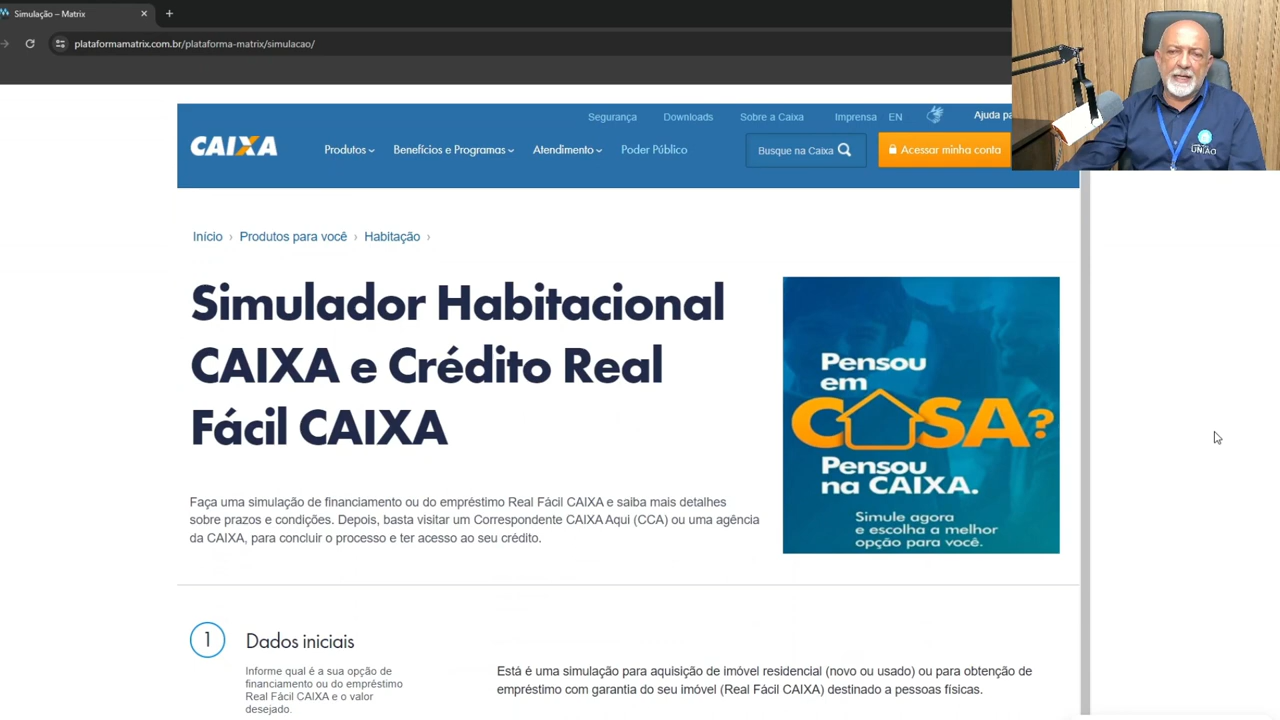 Simulação – Matrix
plataformamatrix.com.br/plataforma-matrix/simulacao/
Segurança Downloads Sobre a Caixa Imprensa EN Ajuda pa
CAIXA
Produtos Benefícios e Programas Atendimento Poder Público Busque na Caixa Acessar minha conta
UNIÃO
Início › Produtos para você › Habitação ›
Simulador Habitacional
CAIXA e Crédito Real
Fácil CAIXA
Pensou
em
CASA?
Pensou
na CAIXA.
Simule agora
e escolha a melhor
opção para você.
Faça uma simulação de financiamento ou do empréstimo Real Fácil CAIXA e saiba mais detalhes
sobre prazos e condições. Depois, basta visitar um Correspondente CAIXA Aqui (CCA) ou uma agência
da CAIXA, para concluir o processo e ter acesso ao seu crédito.
1 Dados iniciais
Informe qual é a sua opção de
financiamento ou do empréstimo
Real Fácil CAIXA e o valor
desejado.
Está é uma simulação para aquisição de imóvel residencial (novo ou usado) ou para obtenção de
empréstimo com garantia do seu imóvel (Real Fácil CAIXA) destinado a pessoas físicas.